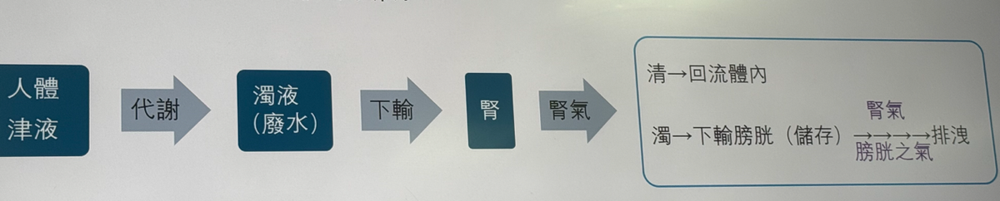 人體
津液
代謝
濁液
（廢水）
下輸
腎
腎氣
清→回流體內
腎氣
濁→下輸膀胱（儲存）→→→→排洩
膀胱之氣